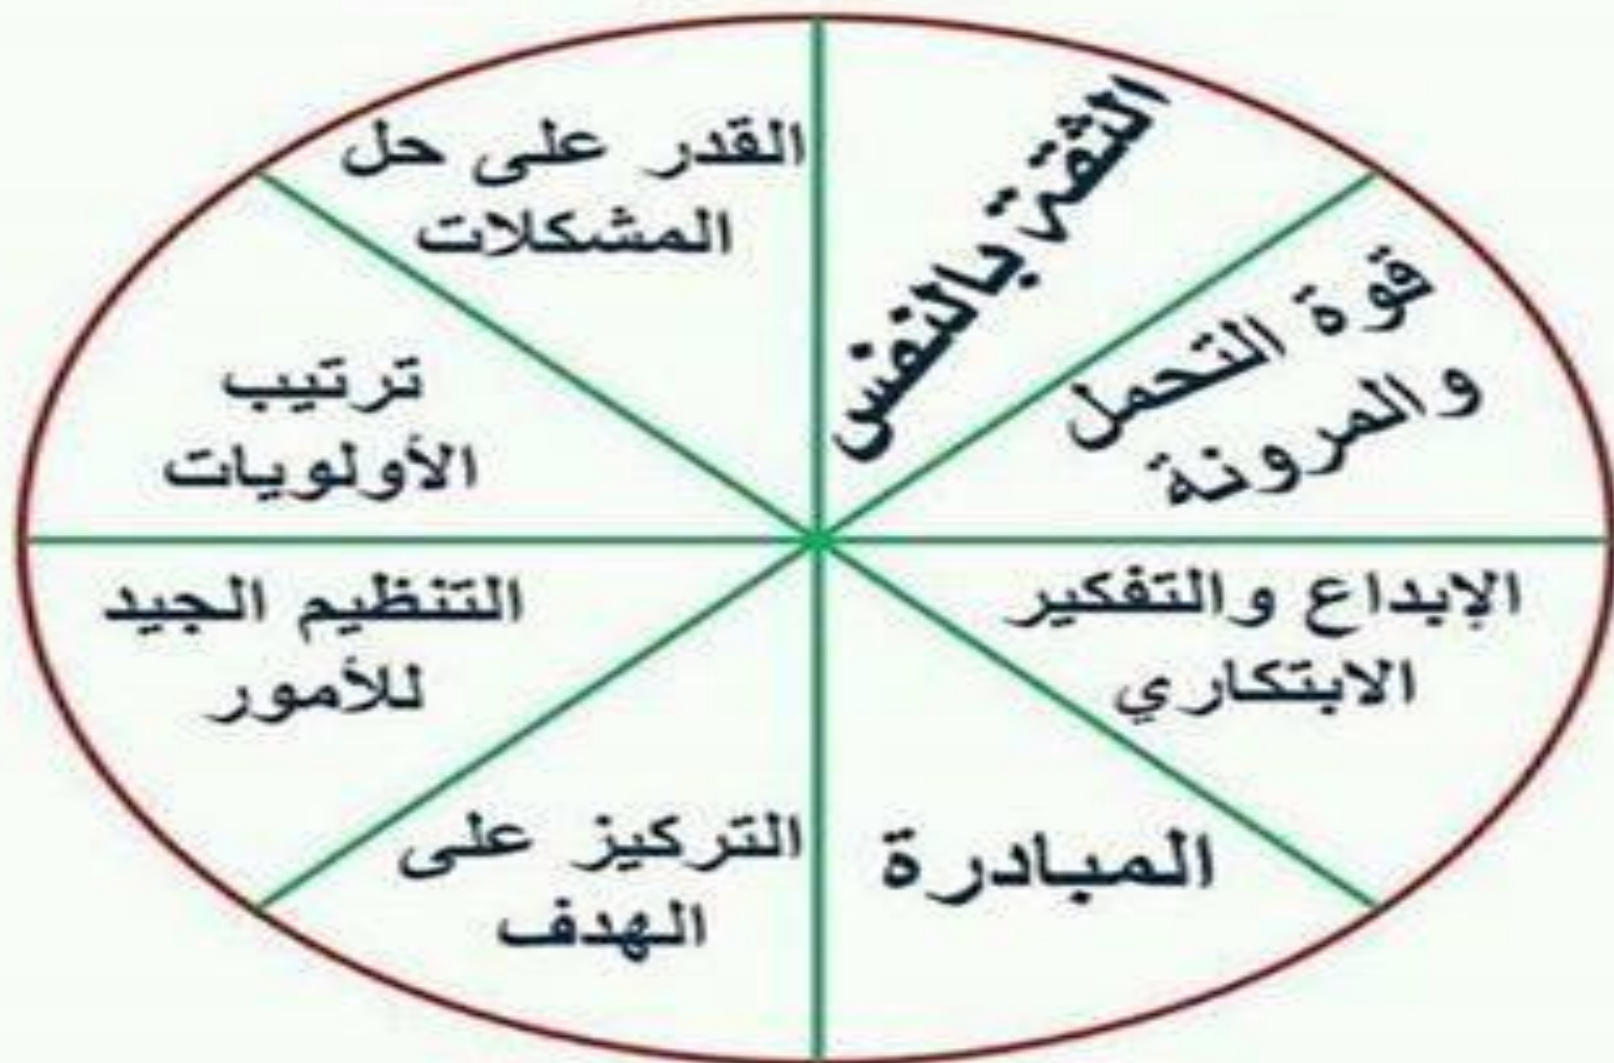 الثقة بالنفس
قوة التحمل
والمرونة
الإبداع والتفكير
الابتكاري
المبادرة
التركيز على
الهدف
التنظيم الجيد
للأمور
ترتيب
الأولويات
القدر على حل
المشكلات